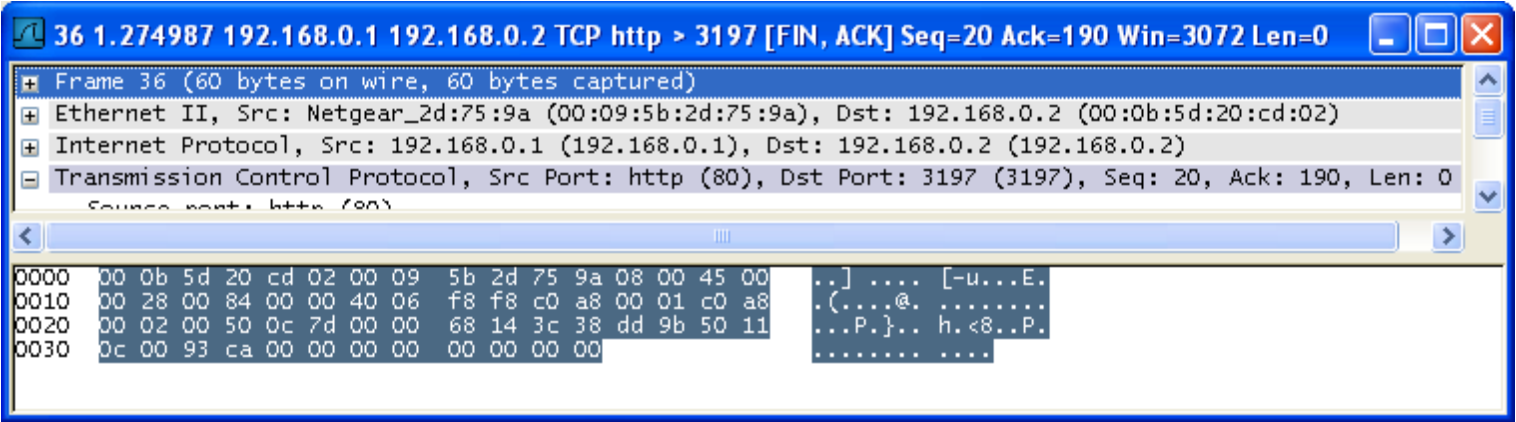 36 1.274987 192.168.0.1 192.168.0.2 TCP http > 3197 [FIN, ACK] Seq=20 Ack=190 Win=3072 Len=0
Frame 36 (60 bytes on wire, 60 bytes captured)
Ethernet II, Src: Netgear_2d:75:9a (00:09:5b:2d:75:9a), Dst: 192.168.0.2 (00:0b:5d:20:cd:02)
Internet Protocol, Src: 192.168.0.1 (192.168.0.1), Dst: 192.168.0.2 (192.168.0.2)
Transmission Control Protocol, Src Port: http (80), Dst Port: 3197 (3197), Seq: 20, Ack: 190, Len: 0
Source port: http (80)
0000 00 0b 5d 20 cd 02 00 09 5b 2d 75 9a 08 00 45 00 ..] .... [-u...E.
0010 00 28 00 84 00 00 40 06 f8 f8 c0 a8 00 01 c0 a8 .(....@. ........
0020 00 02 00 50 0c 7d 00 00 68 14 3c 38 dd 9b 50 11 ...P.}.. h.<8..P.
0030 0c 00 93 ca 00 00 00 00 00 00 00 00 ........ ....